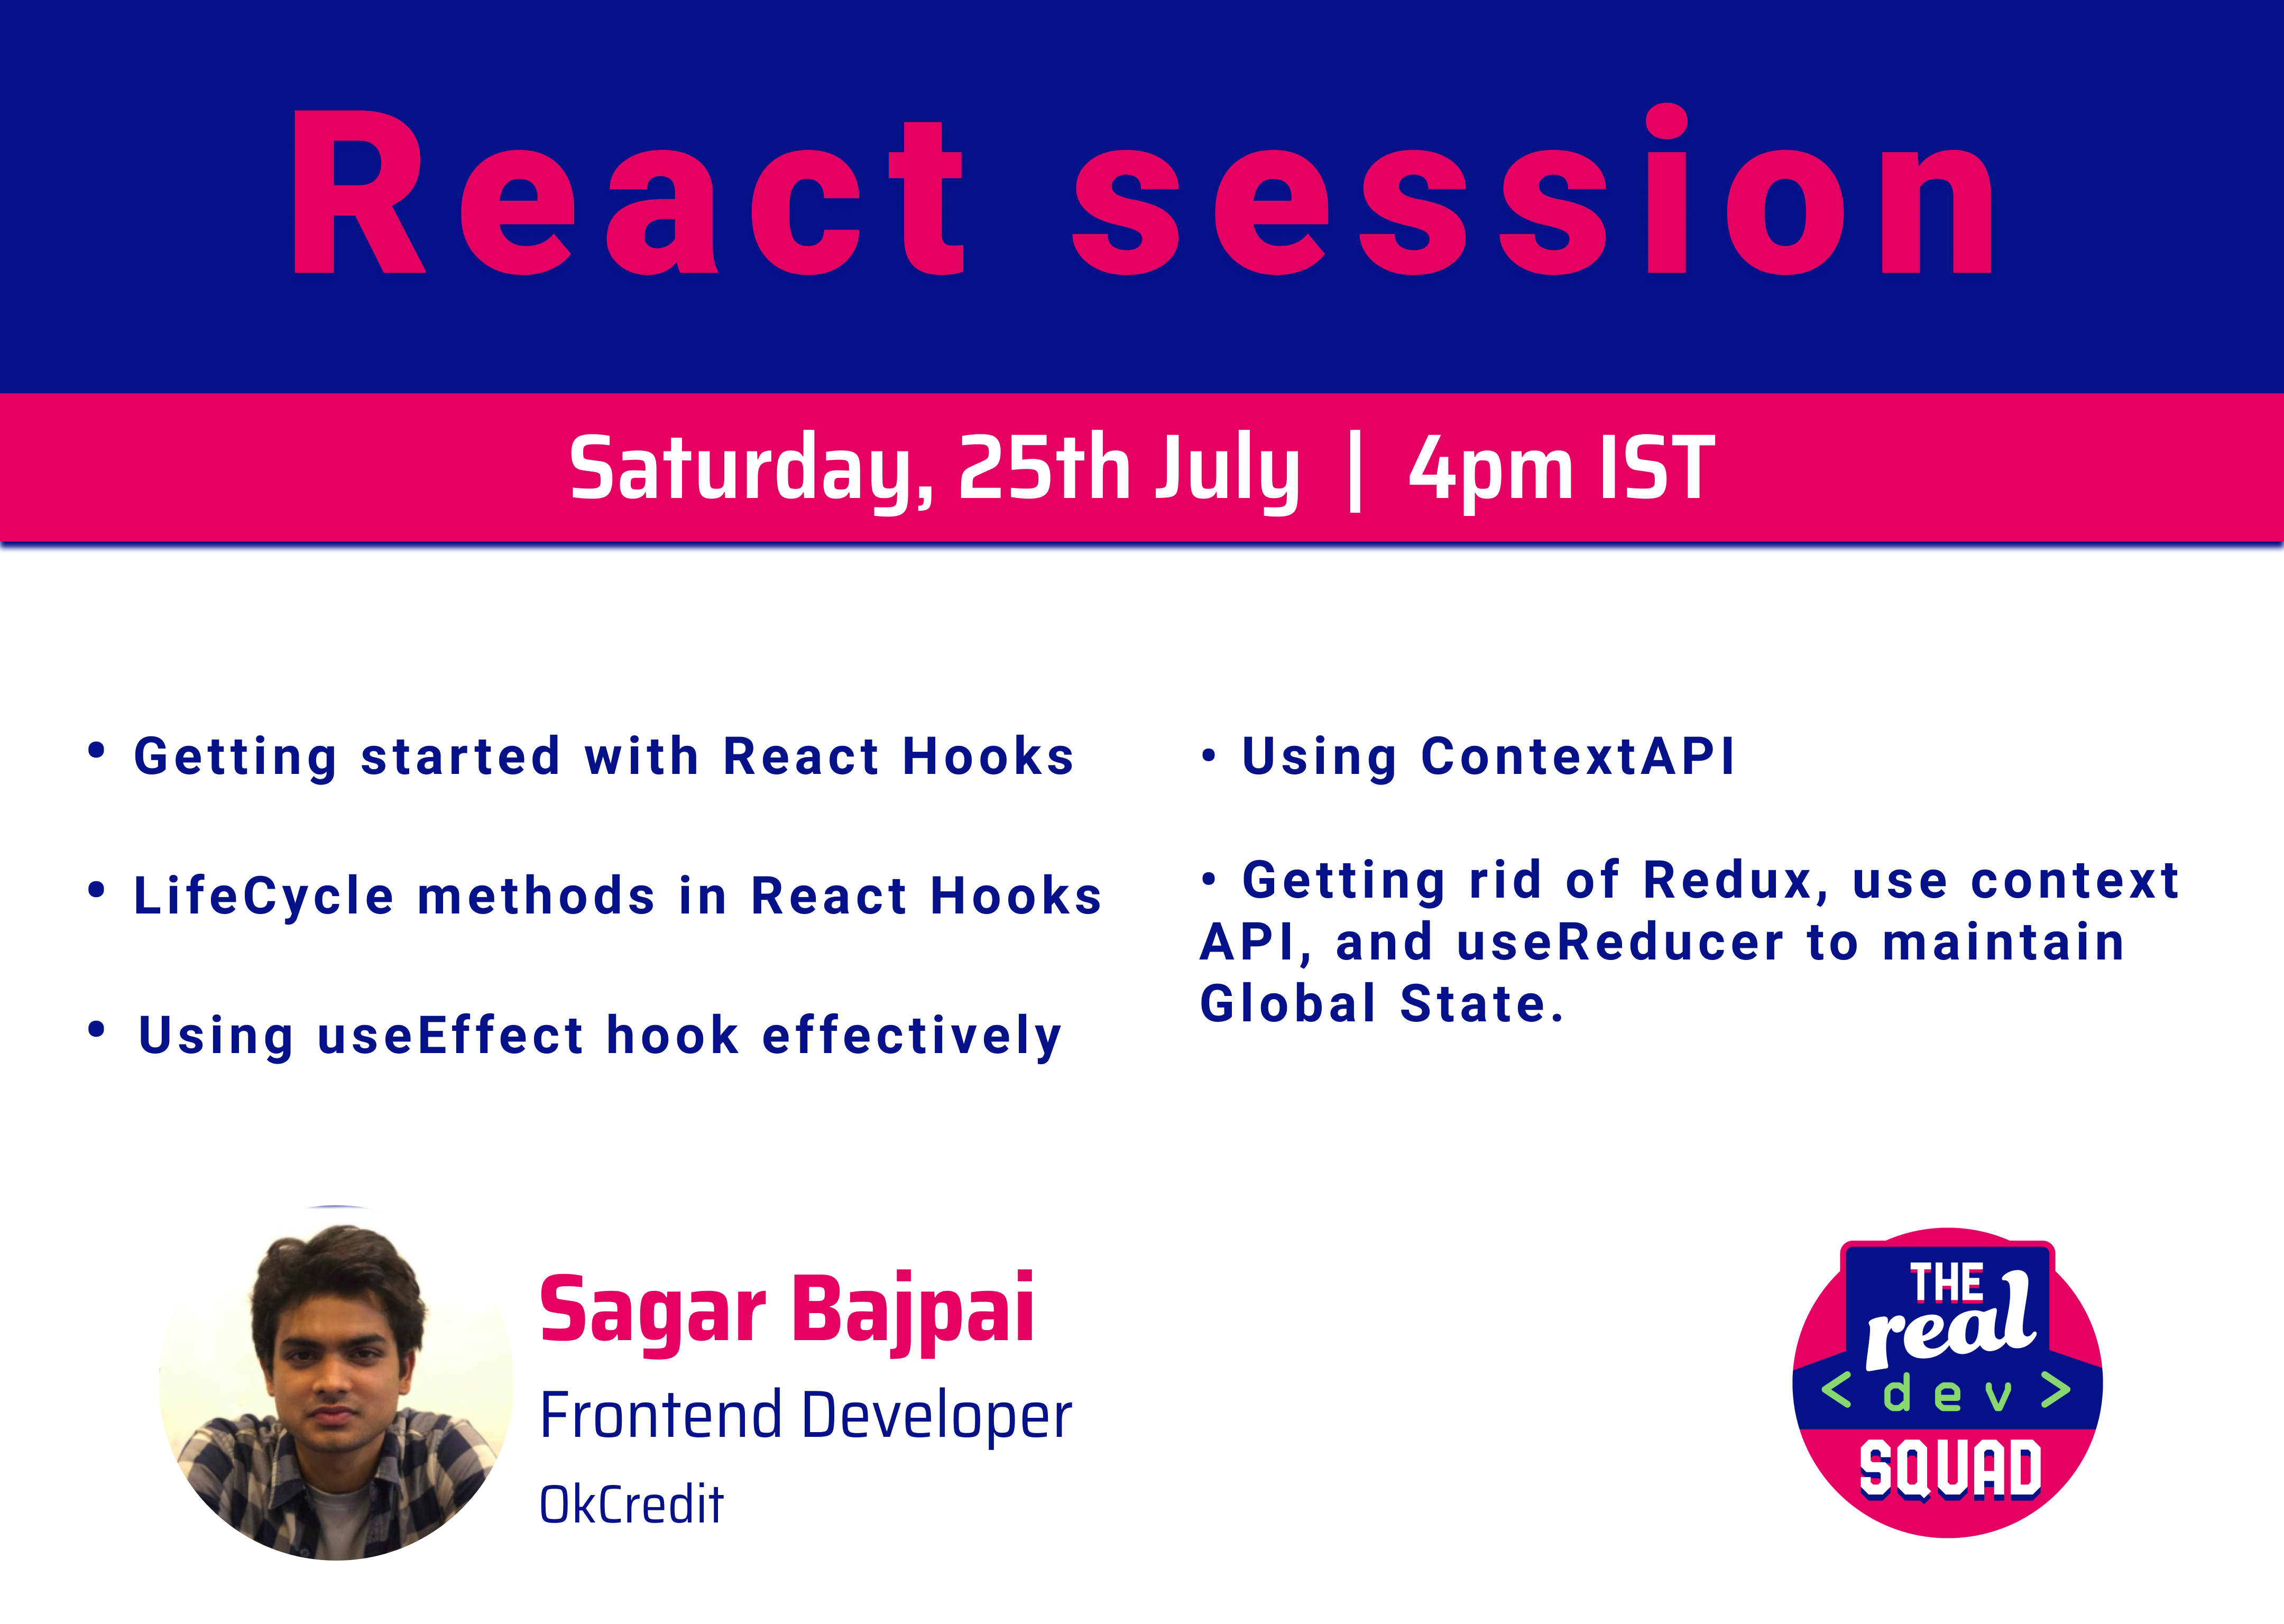 React session
Saturday, 25th July | 4pm IST
• Getting started with React Hooks
• LifeCycle methods in React Hooks
• Using useEffect hook effectively
• Using ContextAPI
• Getting rid of Redux, use context
API, and useReducer to maintain
Global State.
Sagar Bajpai
Frontend Developer
OkCredit
THE
real
< dev >
SQUAD